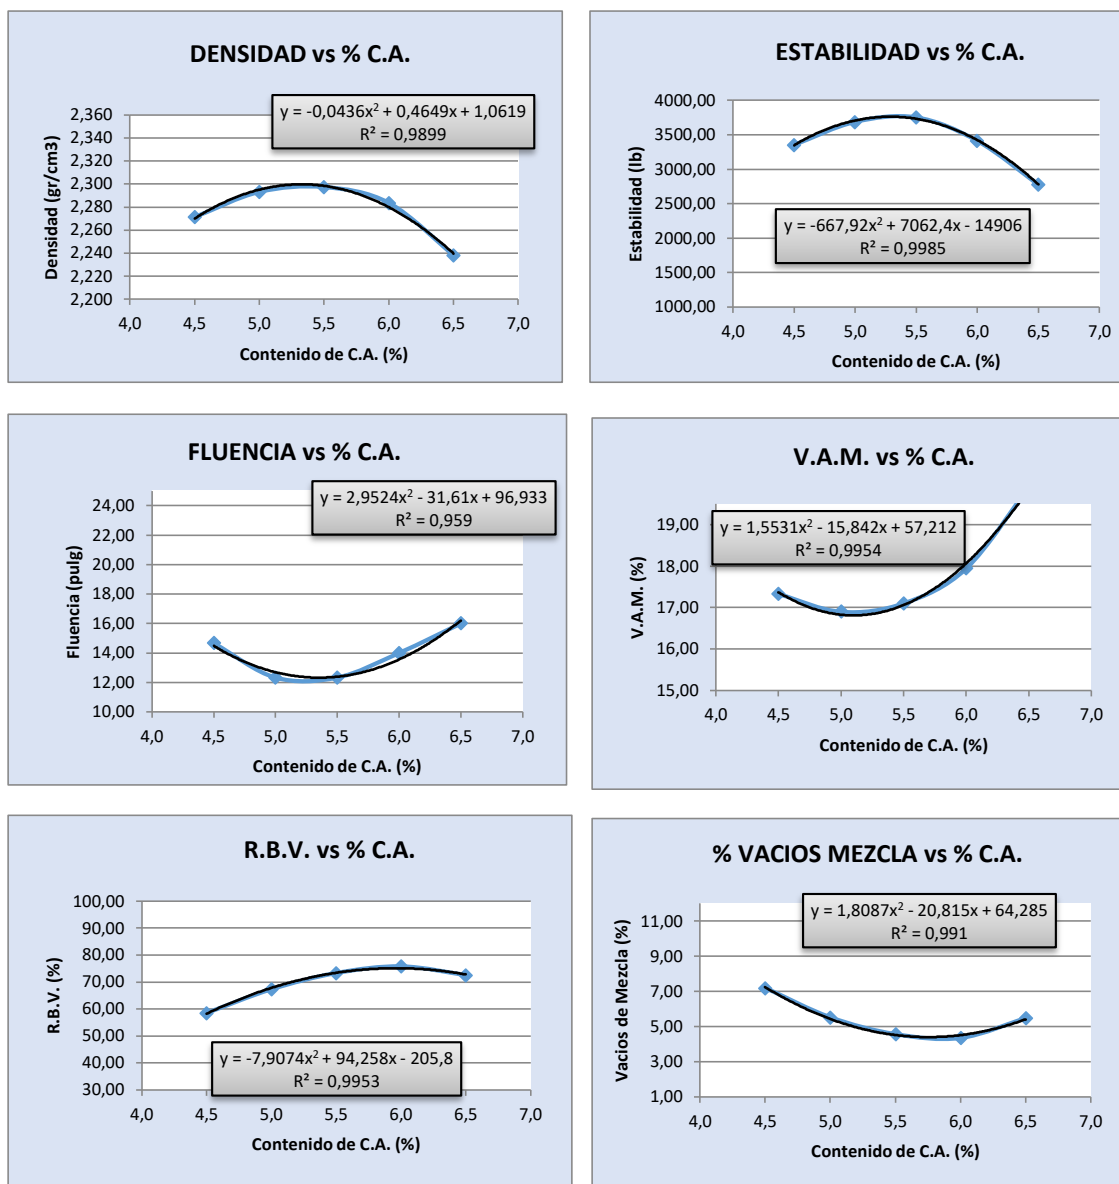 DENSIDAD vs % C.A.
y = -0,0436x² + 0,4649x + 1,0619
R² = 0,9899
Densidad (gr/cm3)
2,360
2,340
2,320
2,300
2,280
2,260
2,240
2,220
2,200
4,0 4,5 5,0 5,5 6,0 6,5 7,0
Contenido de C.A. (%)
ESTABILIDAD vs % C.A.
Estabilidad (lb)
4000,00
3500,00
3000,00
2500,00
2000,00
1500,00
1000,00
y = -667,92x² + 7062,4x - 14906
R² = 0,9985
4,0 4,5 5,0 5,5 6,0 6,5 7,0
Contenido de C.A. (%)
FLUENCIA vs % C.A.
y = 2,9524x² - 31,61x + 96,933
R² = 0,959
Fluencia (pulg)
24,00
22,00
20,00
18,00
16,00
14,00
12,00
10,00
4,0 4,5 5,0 5,5 6,0 6,5 7,0
Contenido de C.A. (%)
V.A.M. vs % C.A.
y = 1,5531x² - 15,842x + 57,212
R² = 0,9954
V.A.M. (%)
19,00
18,00
17,00
16,00
15,00
4,0 4,5 5,0 5,5 6,0 6,5 7,0
Contenido de C.A. (%)
R.B.V. vs % C.A.
R.B.V. (%)
100,00
90,00
80,00
70,00
60,00
50,00
40,00
30,00
y = -7,9074x² + 94,258x - 205,8
R² = 0,9953
4,0 4,5 5,0 5,5 6,0 6,5 7,0
Contenido de C.A. (%)
% VACIOS MEZCLA vs % C.A.
y = 1,8087x² - 20,815x + 64,285
R² = 0,991
Vacios de Mezcla (%)
11,00
9,00
7,00
5,00
3,00
1,00
4,0 4,5 5,0 5,5 6,0 6,5 7,0
Contenido de C.A. (%)